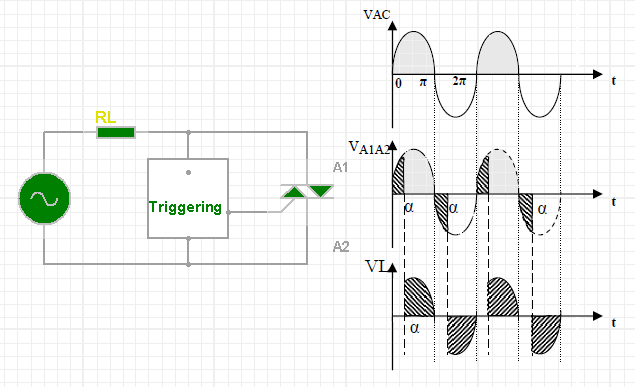 VAC
0 π 2π t
RL
VA1A2
A1
Triggering
α α α t
A2
VL
α t